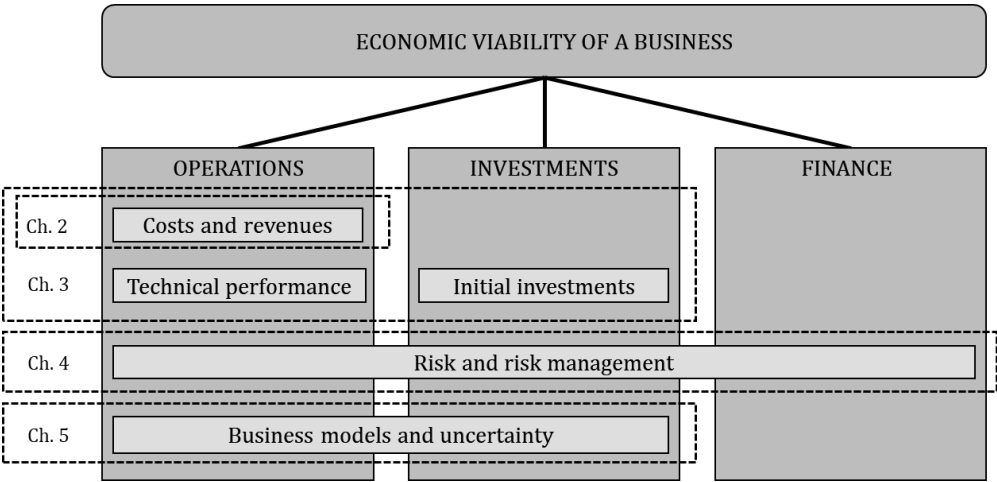 ECONOMIC VIABILITY OF A BUSINESS
OPERATIONS
INVESTMENTS
FINANCE
Ch. 2
Costs and revenues
Ch. 3
Technical performance
Initial investments
Ch. 4
Risk and risk management
Ch. 5
Business models and uncertainty